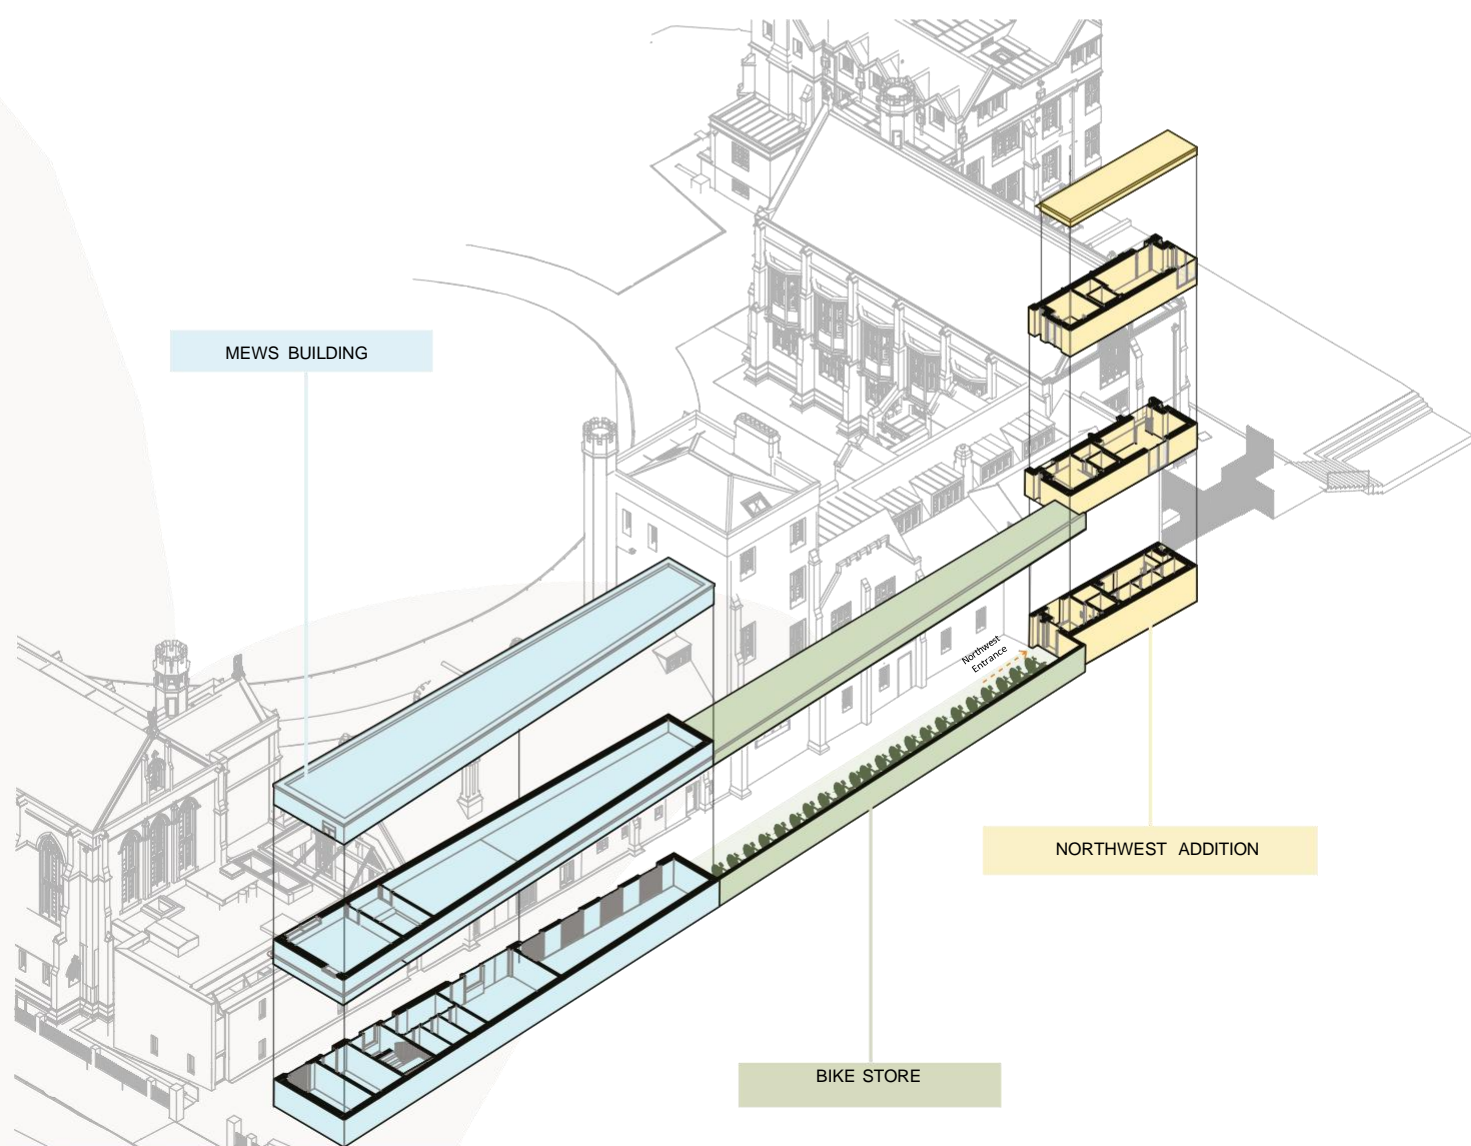 MEWS BUILDING
Northwest
Entrance
NORTHWEST ADDITION
BIKE STORE